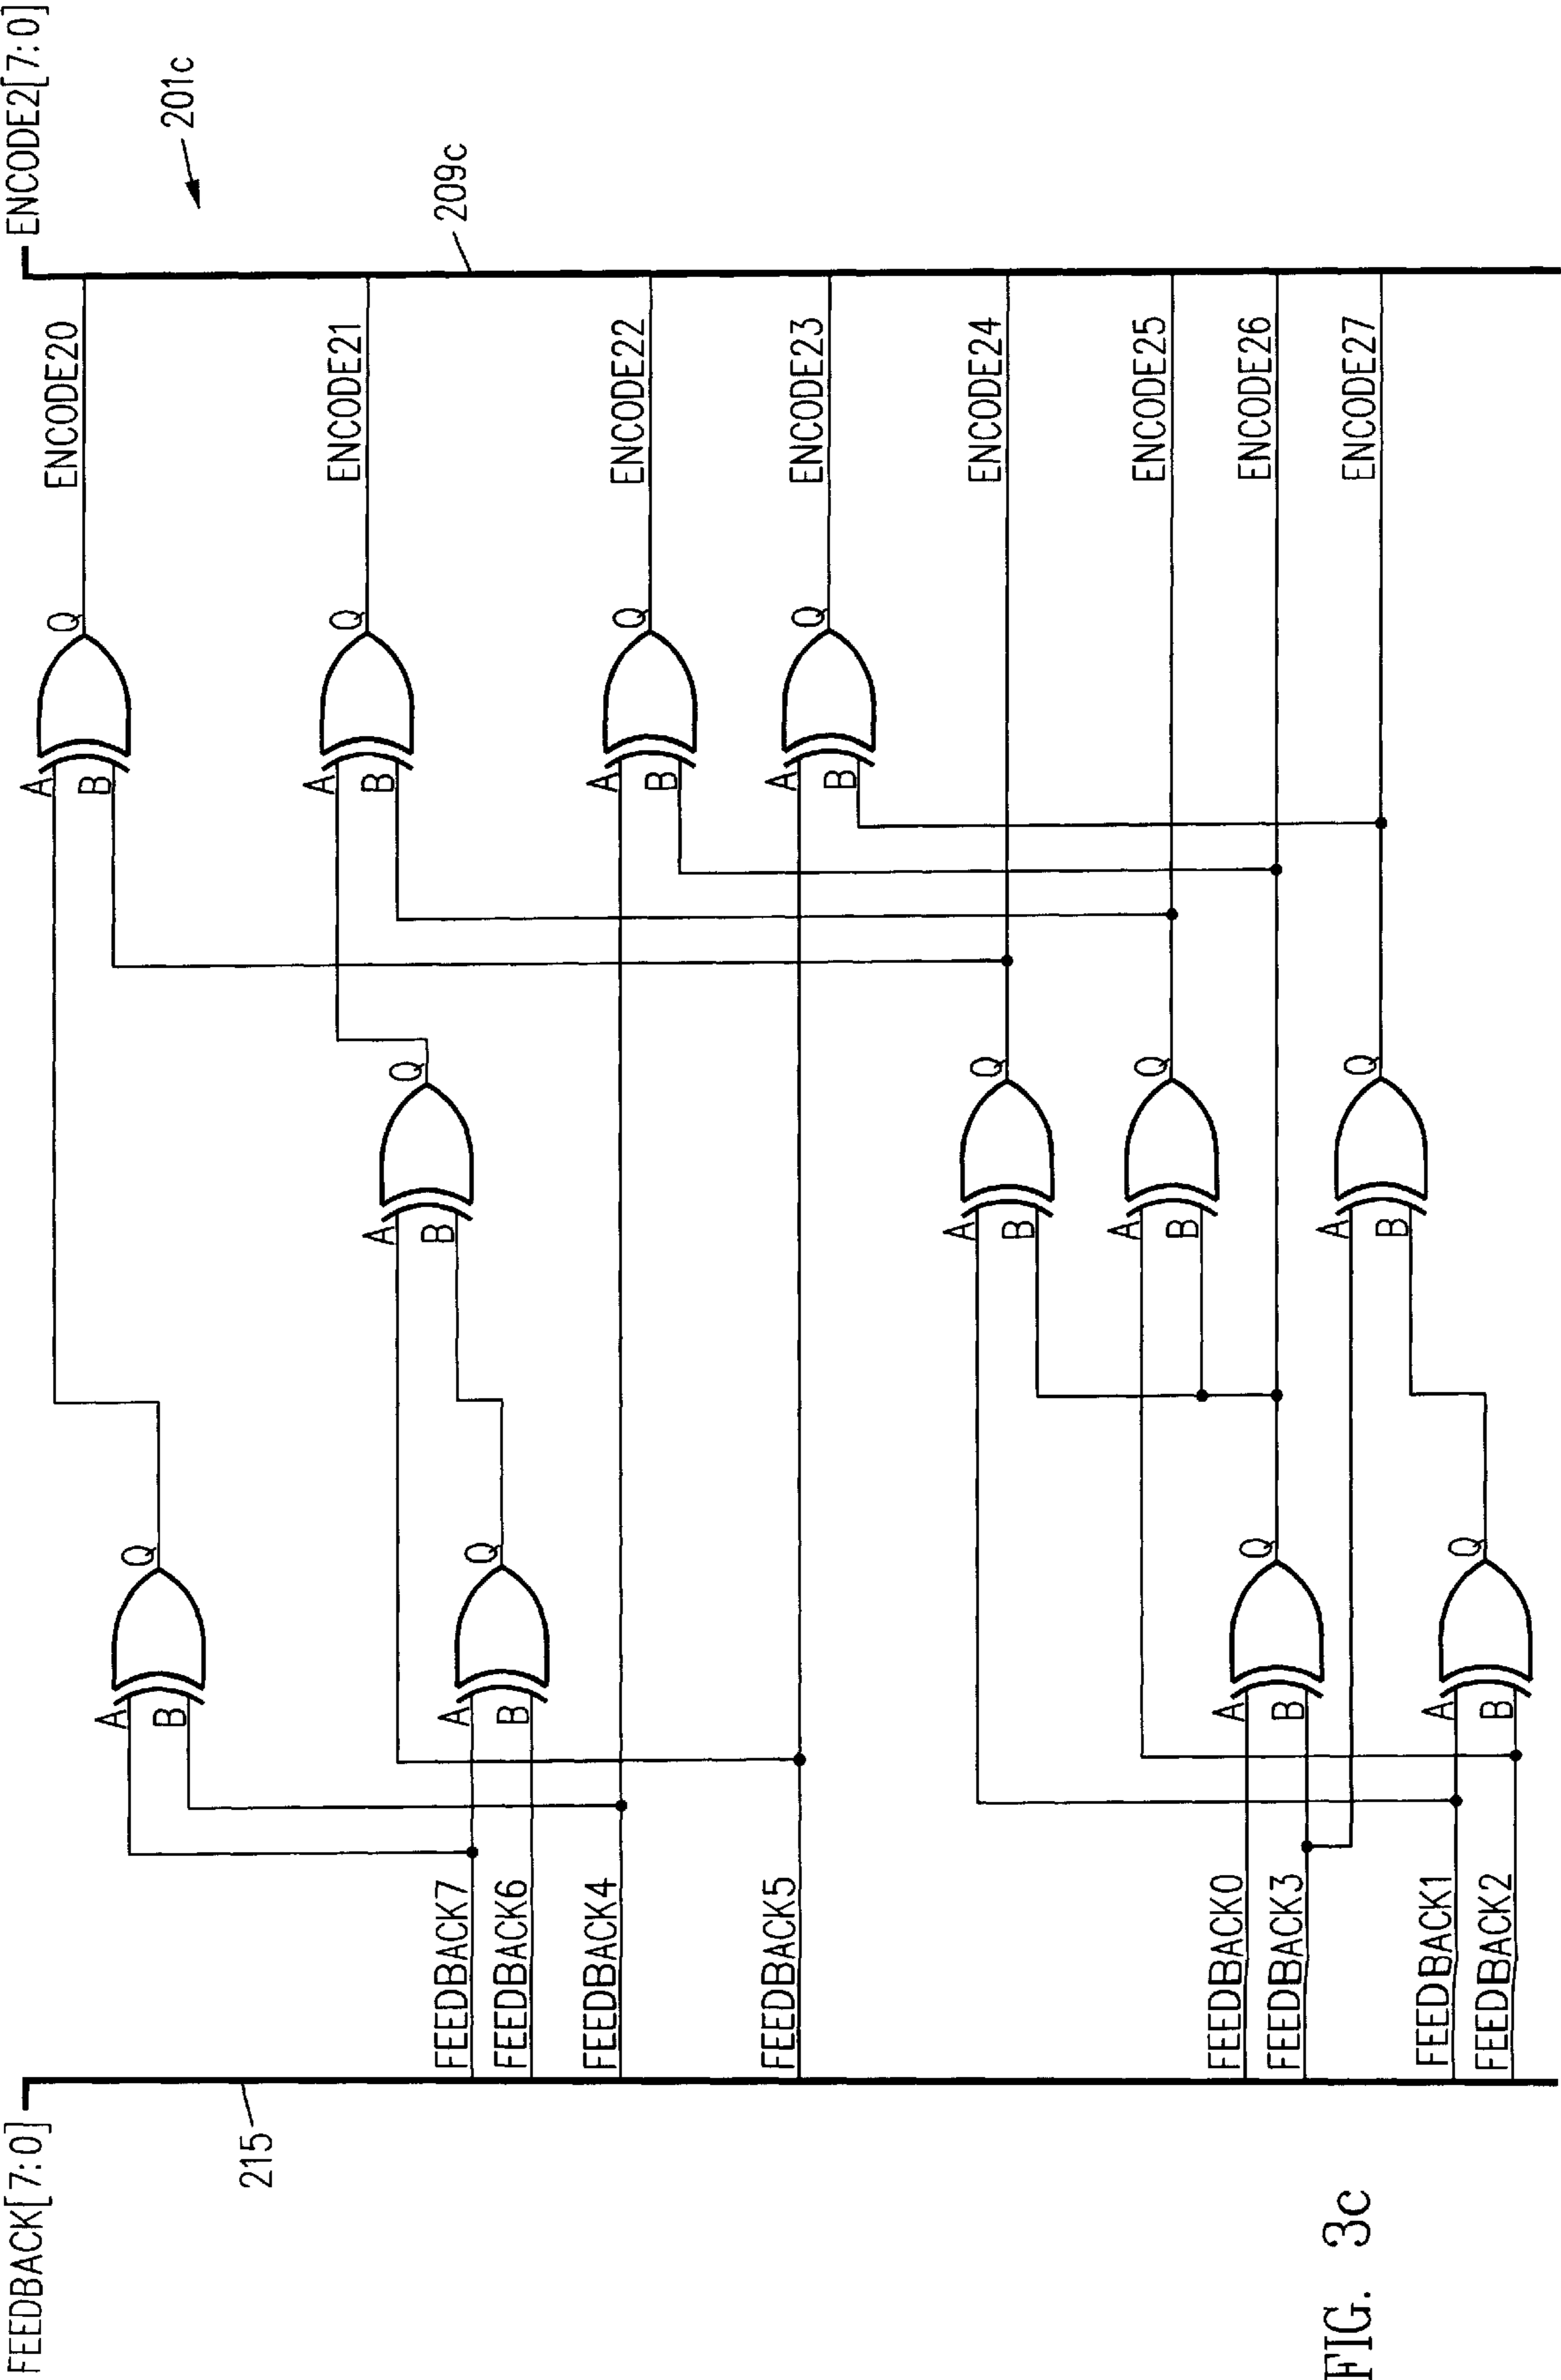 FEEDBACK[7:0]
ENCODE2[7:0]
201c
209c
215
ENCODE20
ENCODE21
ENCODE22
ENCODE23
ENCODE24
ENCODE25
ENCODE26
ENCODE27
A
B
Q
A
B
Q
A
B
Q
A
B
Q
A
B
Q
A
B
Q
A
B
Q
A
B
Q
A
B
Q
A
B
Q
A
B
Q
A
B
Q
FEEDBACK7
FEEDBACK6
FEEDBACK4
FEEDBACK5
FEEDBACK0
FEEDBACK3
FEEDBACK1
FEEDBACK2
FIG. 3c